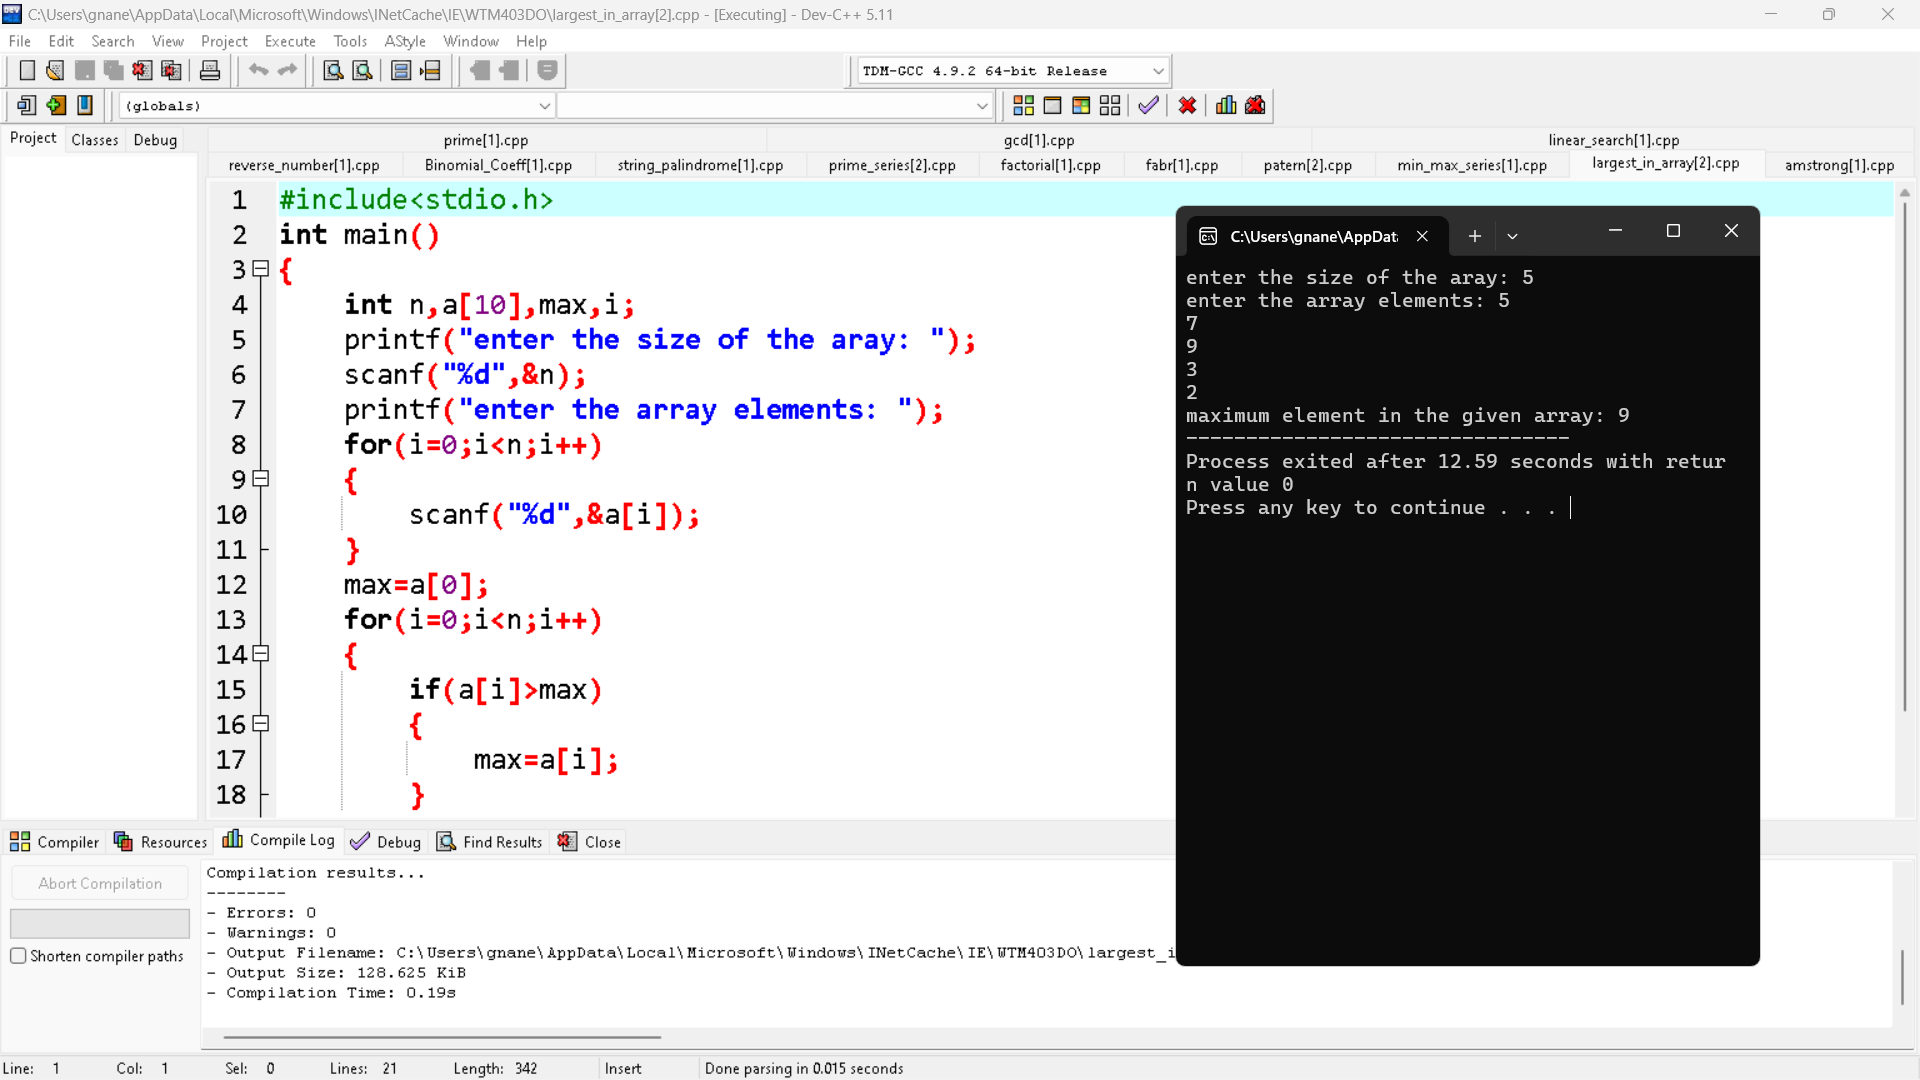 C:\Users\gnane\AppData\Local\Microsoft\Windows\INetCache\IE\WTM403DO\largest_in_array[2].cpp - [Executing] - Dev-C++ 5.11
File Edit Search View Project Execute Tools AStyle Window Help
TDM-GCC 4.9.2 64-bit Release
(globals)
Project Classes Debug
prime[1].cpp gcd[1].cpp linear_search[1].cpp
reverse_number[1].cpp Binomial_Coeff[1].cpp string_palindrome[1].cpp prime_series[2].cpp factorial[1].cpp fabr[1].cpp patern[2].cpp min_max_series[1].cpp largest_in_array[2].cpp amstrong[1].cpp
1 #include<stdio.h>
2 int main()
3 {
4 int n,a[10],max,i;
5 printf("enter the size of the aray: ");
6 scanf("%d",&n);
7 printf("enter the array elements: ");
8 for(i=0;i<n;i++)
9 {
10 scanf("%d",&a[i]);
11 }
12 max=a[0];
13 for(i=0;i<n;i++)
14 {
15 if(a[i]>max)
16 {
17 max=a[i];
18 }
C:\Users\gnane\AppDat
enter the size of the aray: 5
enter the array elements: 5
7
9
3
2
maximum element in the given array: 9
--------------------------------
Process exited after 12.59 seconds with retur
n value 0
Press any key to continue . . .
Compiler Resources Compile Log Debug Find Results Close
Abort Compilation
Shorten compiler paths
Compilation results...
--------
- Errors: 0
- Warnings: 0
- Output Filename: C:\Users\gnane\AppData\Local\Microsoft\Windows\INetCache\IE\WTM403DO\largest_i
- Output Size: 128.625 KiB
- Compilation Time: 0.19s
Line: 1 Col: 1 Sel: 0 Lines: 21 Length: 342 Insert Done parsing in 0.015 seconds